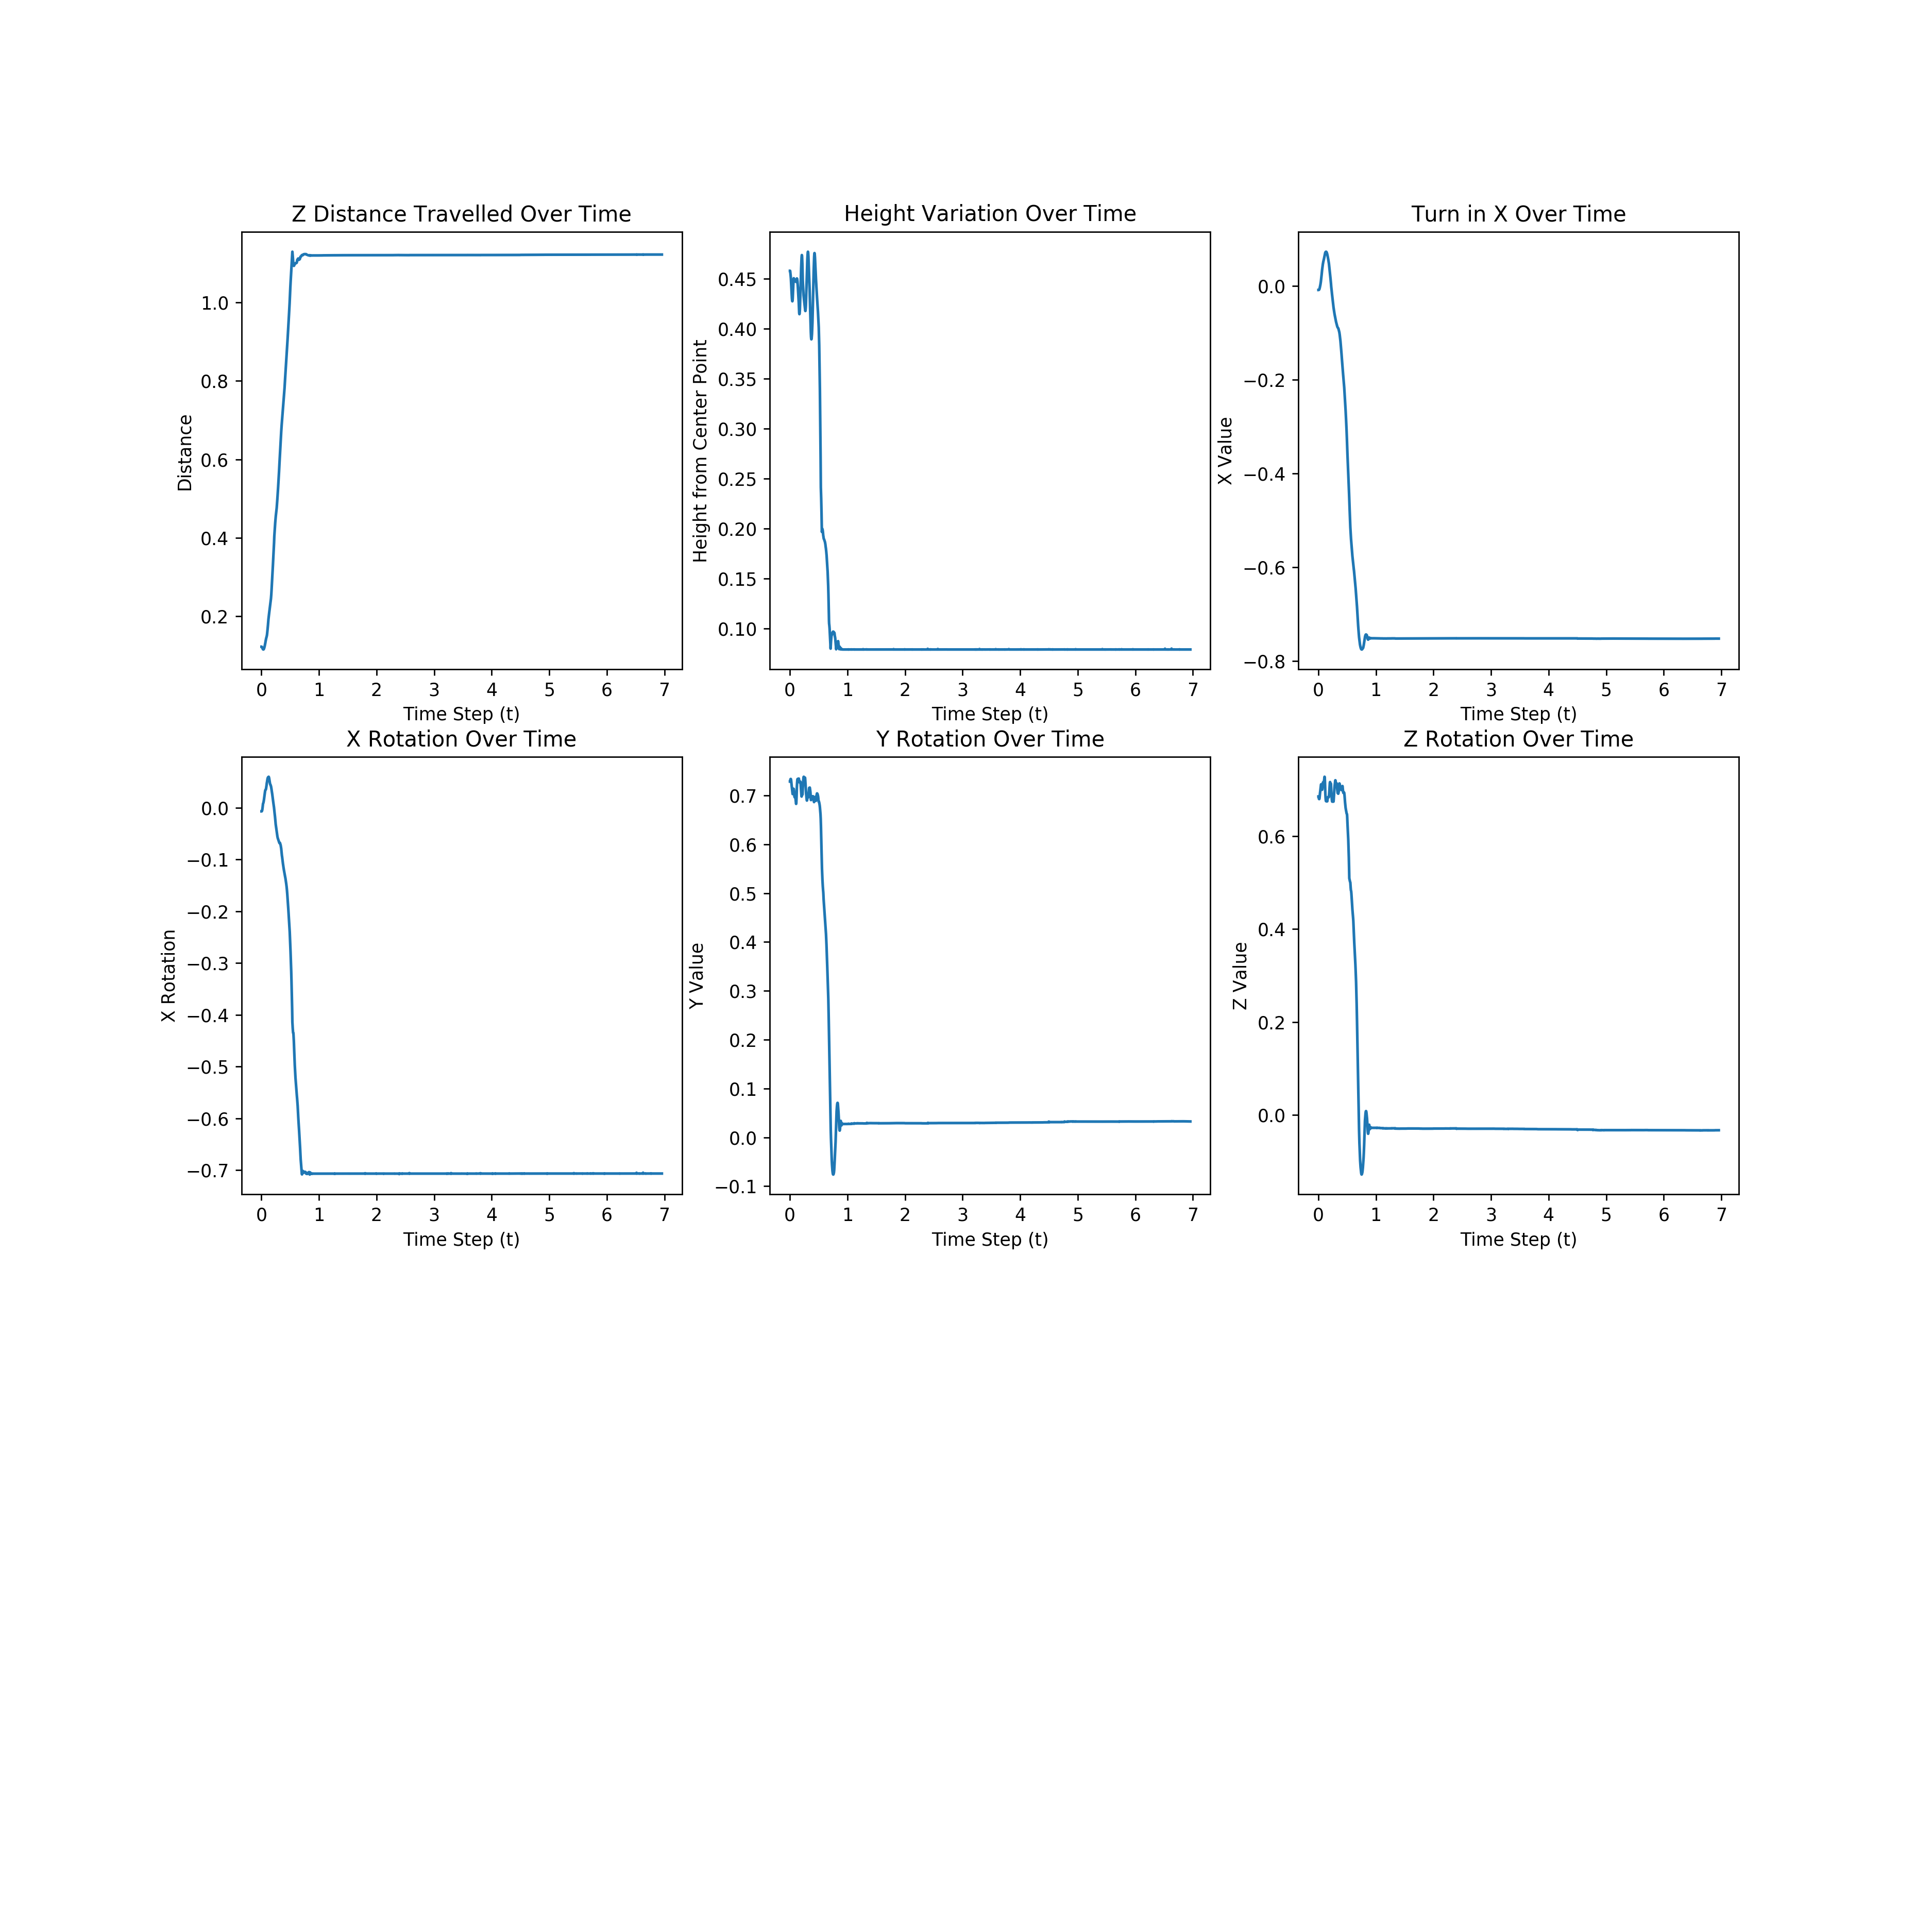 Z Distance Travelled Over Time
Height Variation Over Time
Turn in X Over Time
Distance
1.0
0.8
0.6
0.4
0.2
0 1 2 3 4 5 6 7
Time Step (t)
Height from Center Point
0.45
0.40
0.35
0.30
0.25
0.20
0.15
0.10
0 1 2 3 4 5 6 7
Time Step (t)
X Value
0.0
−0.2
−0.4
−0.6
−0.8
0 1 2 3 4 5 6 7
Time Step (t)
X Rotation Over Time
Y Rotation Over Time
Z Rotation Over Time
X Rotation
0.0
−0.1
−0.2
−0.3
−0.4
−0.5
−0.6
−0.7
0 1 2 3 4 5 6 7
Time Step (t)
Y Value
0.7
0.6
0.5
0.4
0.3
0.2
0.1
0.0
−0.1
0 1 2 3 4 5 6 7
Time Step (t)
Z Value
0.6
0.4
0.2
0.0
0 1 2 3 4 5 6 7
Time Step (t)